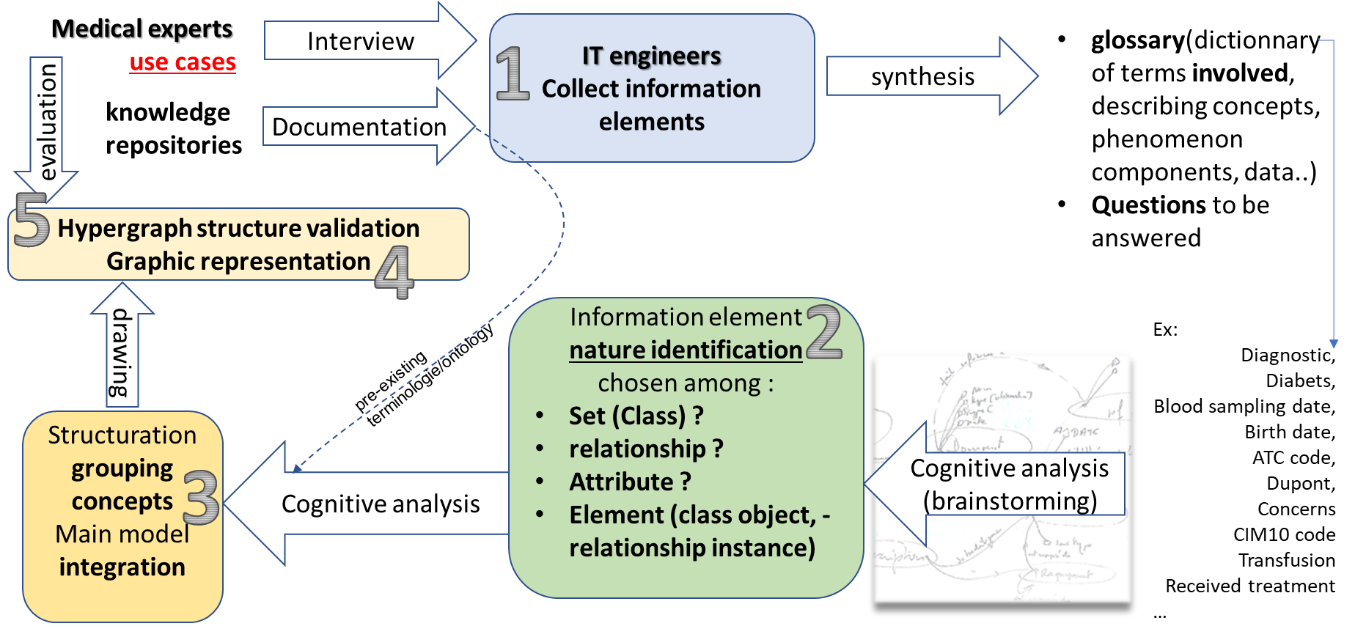 Medical experts
use cases
Interview
knowledge
repositories
Documentation
evaluation
1
IT engineers
Collect information
elements
synthesis
• glossary(dictionnary
of terms involved,
describing concepts,
phenomenon
components, data..)
• Questions to be
answered
5
Hypergraph structure validation
Graphic representation
4
drawing
pre-existing
terminologie/ontology
Information element
2
nature identification
chosen among :
• Set (Class) ?
• relationship ?
• Attribute ?
• Element (class object, -
relationship instance)
Cognitive analysis
(brainstorming)
Ex:
Diagnostic,
Diabets,
Blood sampling date,
Birth date,
ATC code,
Dupont,
Concerns
CIM10 code
Transfusion
Received treatment
...
Structuration
grouping
concepts
3
Main model
integration
Cognitive analysis